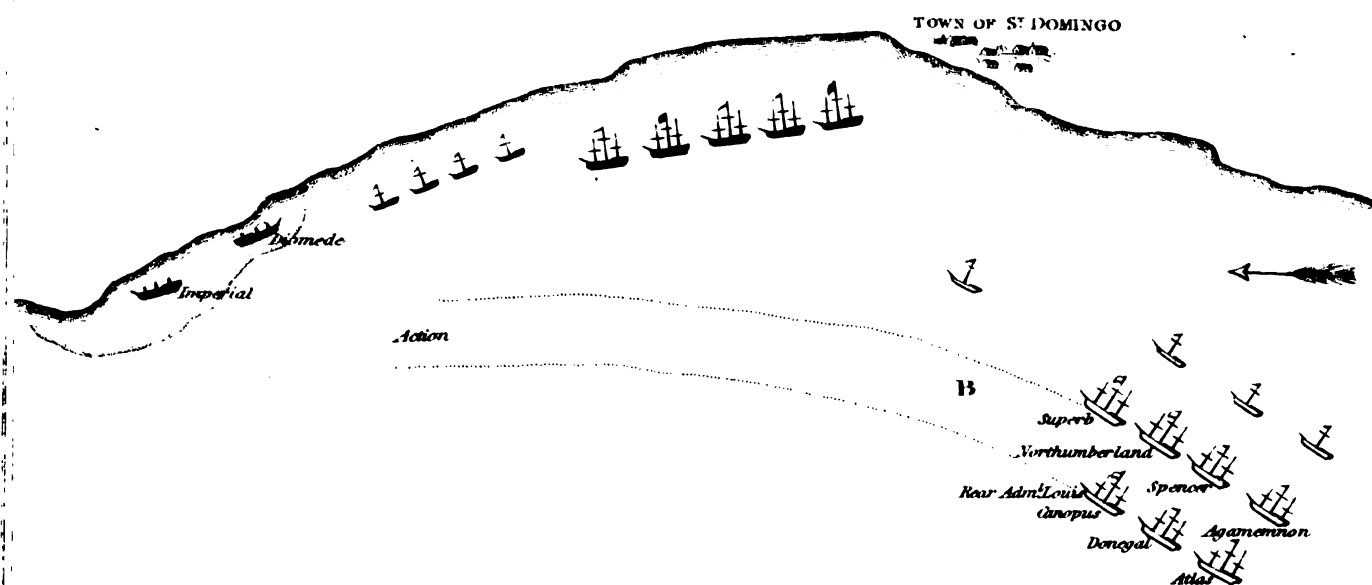 TOWN OF Sᵗ DOMINGO
Diomede
Imperial
Action
B
Superb
Northumberland
Rear Admˡ Louis
Canopus
Spencer
Donegal
Agamemnon
Atlas